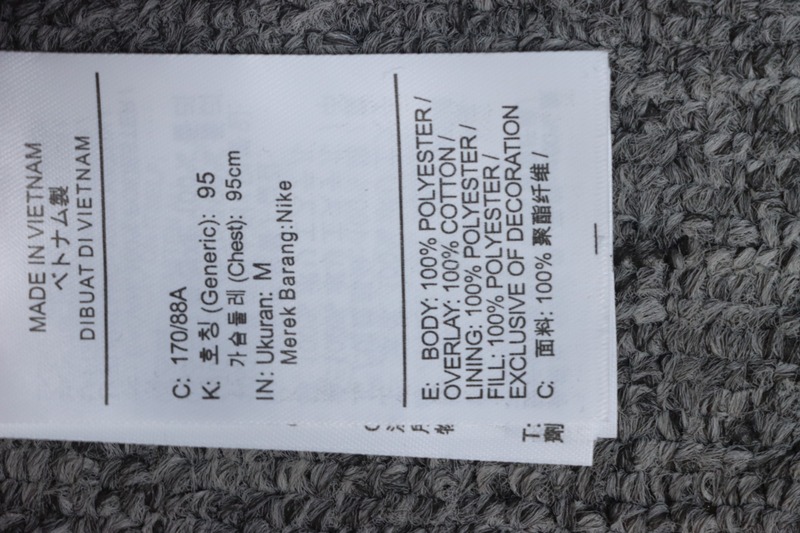 MADE IN VIETNAM
ベトナム製
DIBUAT DI VIETNAM
C: 170/88A
K: 호칭 (Generic): 95
가슴둘레 (Chest): 95cm
IN: Ukuran: M
Merek Barang:Nike
E: BODY: 100% POLYESTER /
OVERLAY: 100% COTTON /
LINING: 100% POLYESTER /
FILL: 100% POLYESTER /
EXCLUSIVE OF DECORATION
C: 面料: 100% 聚酯纤维 /
T:
劑